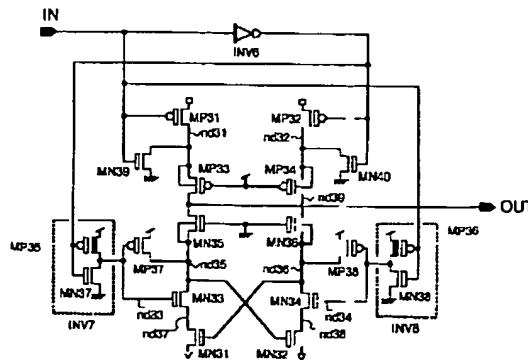 IN
INV6
MP31
MP32
nd31
nd32
MN39
MP33
MP34
MN40
nd39
OUT
MP35
MN35
MN36
MP36
MP37
nd35
nd36
MP38
MN37
MN33
MN34
MN38
INV7
nd33
nd34
INV8
nd37
nd38
MN31
MN32